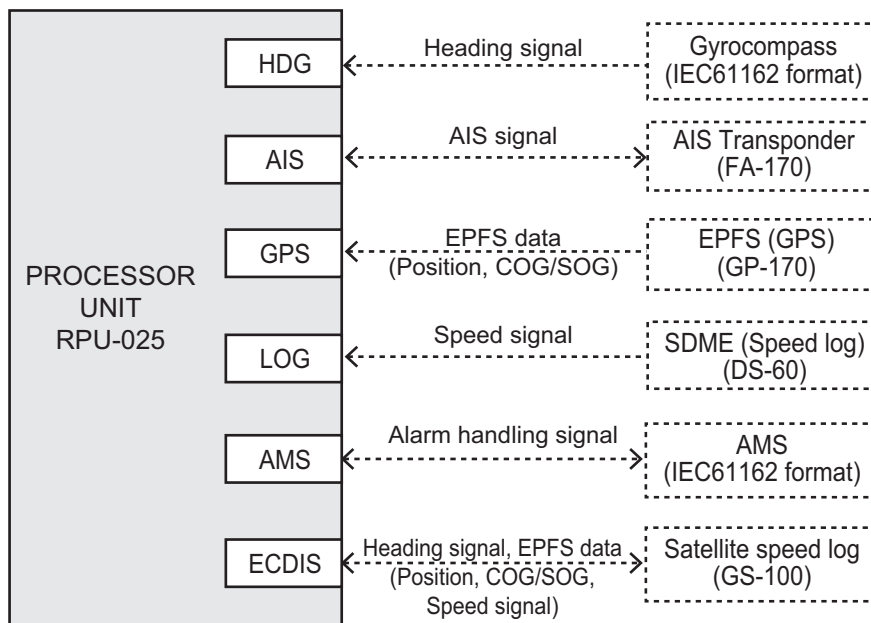 PROCESSOR
UNIT
RPU-025
HDG
Heading signal
Gyrocompass
(IEC61162 format)
AIS
AIS signal
AIS Transponder
(FA-170)
GPS
EPFS data
(Position, COG/SOG)
EPFS (GPS)
(GP-170)
LOG
Speed signal
SDME (Speed log)
(DS-60)
AMS
Alarm handling signal
AMS
(IEC61162 format)
ECDIS
Heading signal, EPFS data
(Position, COG/SOG,
Speed signal)
Satellite speed log
(GS-100)